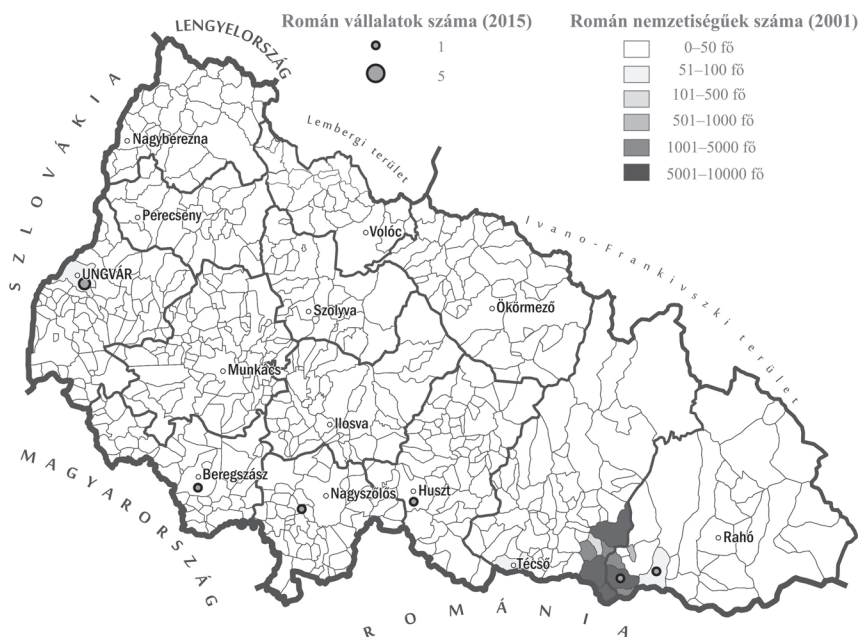 Román vállalatok száma (2015)
1
5
Román nemzetiségűek száma (2001)
0–50 fő
51–100 fő
101–500 fő
501–1000 fő
1001–5000 fő
5001–10000 fő
LENGYELORSZÁG
SZLOVÁKIA
Lembergi terület
Ivano-Frankivszki terület
Nagyberezna
Perecseny
Volóc
UNGVÁR
Szolyva
Ökörmező
Munkács
Ilosva
Beregszász
Nagyszőlős
Huszt
Rahó
Técső
MAGYARORSZÁG
ROMÁNIA